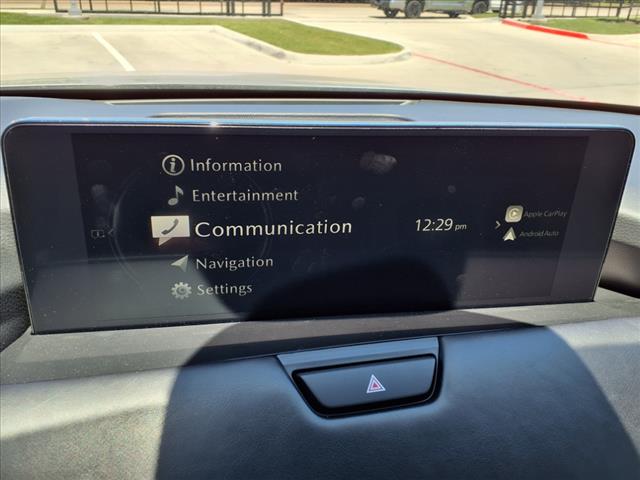 Information
Entertainment
Communication
12:29 pm
Apple CarPlay
Android Auto
Navigation
Settings